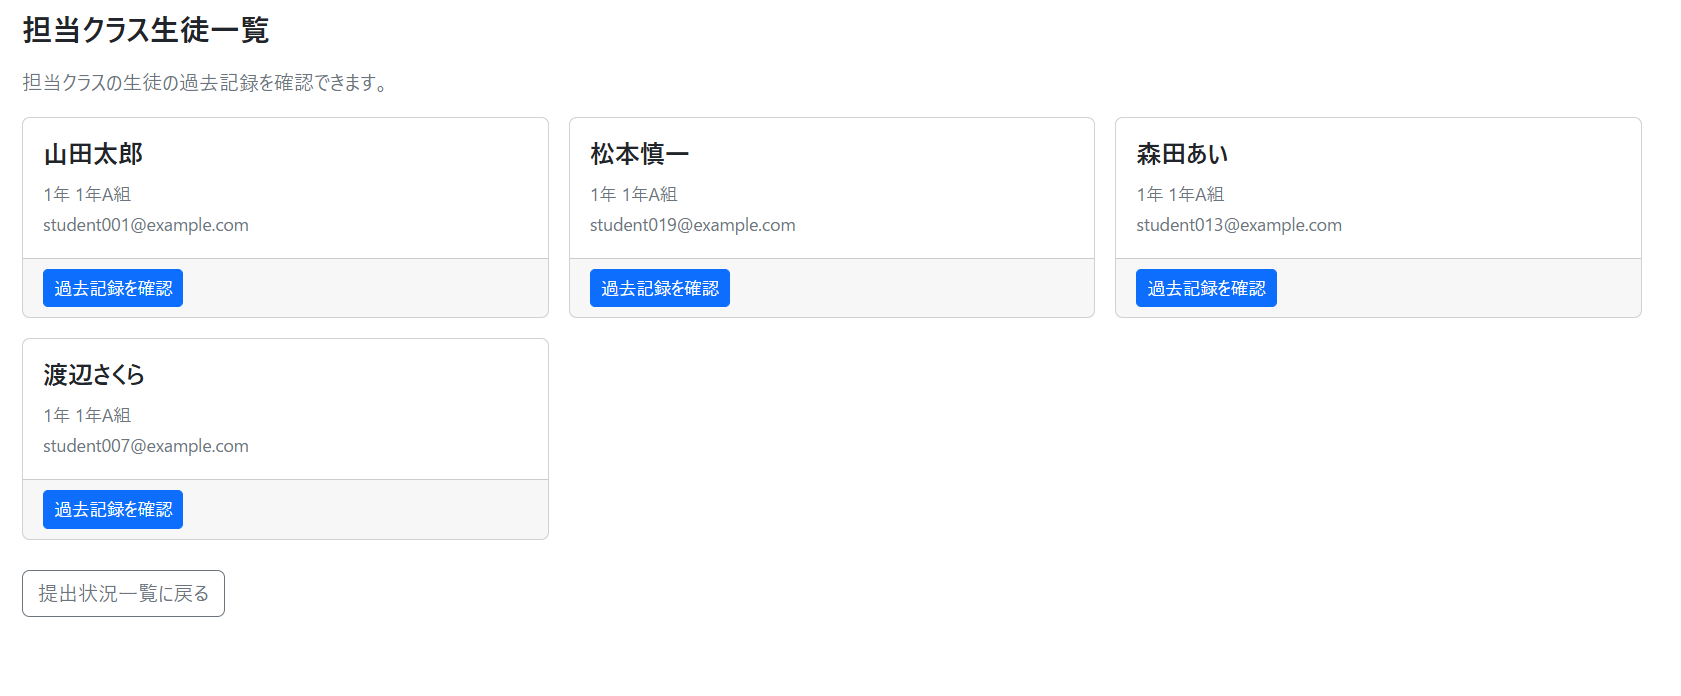 担当クラス生徒一覧
担当クラスの生徒の過去記録を確認できます。
山田太郎
1年 1年A組
student001@example.com
過去記録を確認
松本慎一
1年 1年A組
student019@example.com
過去記録を確認
森田あい
1年 1年A組
student013@example.com
過去記録を確認
渡辺さくら
1年 1年A組
student007@example.com
過去記録を確認
提出状況一覧に戻る